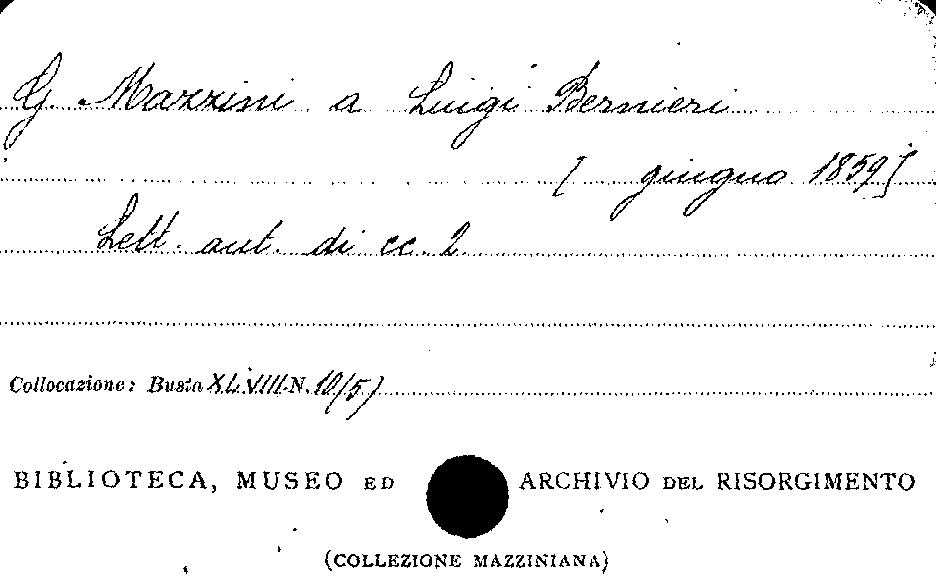 G. Mazzini a Luigi Bernieri
[ giugno 1859]
Lett. aut. di cc. 2.
Collocazione: Busta XLVIII N. 10/5)
BIBLIOTECA, MUSEO ED ARCHIVIO DEL RISORGIMENTO
(COLLEZIONE MAZZINIANA)